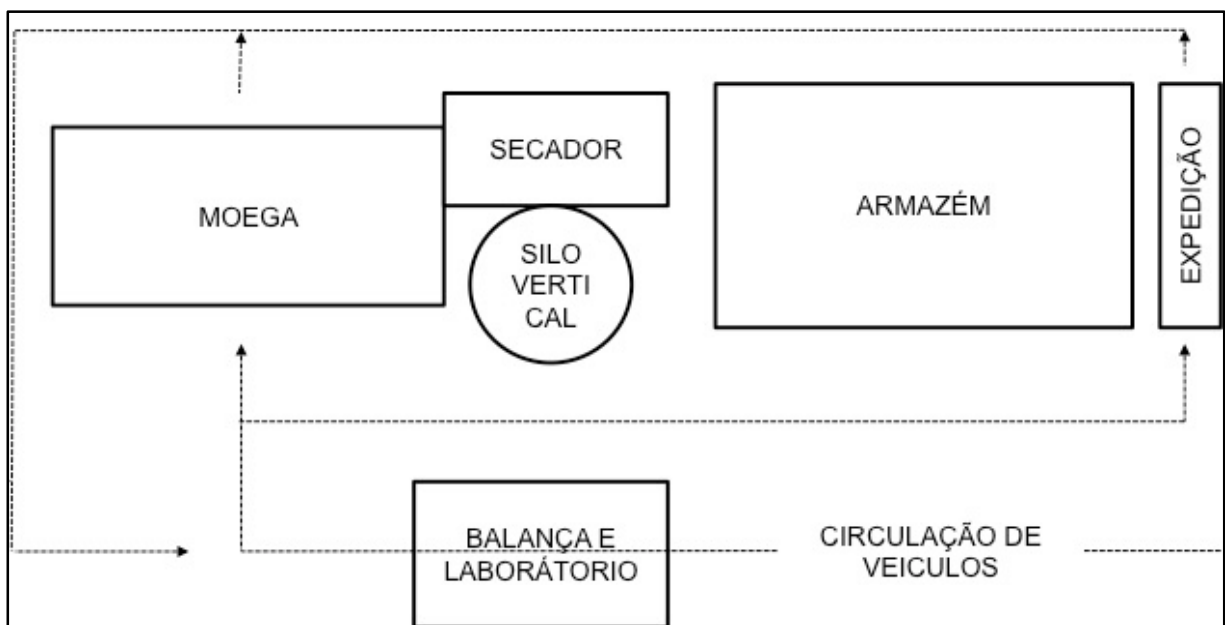 SECADOR
MOEGA
SILO
VERTI
CAL
ARMAZÉM
EXPEDIÇÃO
BALANÇA E
LABORÁTORIO
CIRCULAÇÃO DE
VEICULOS